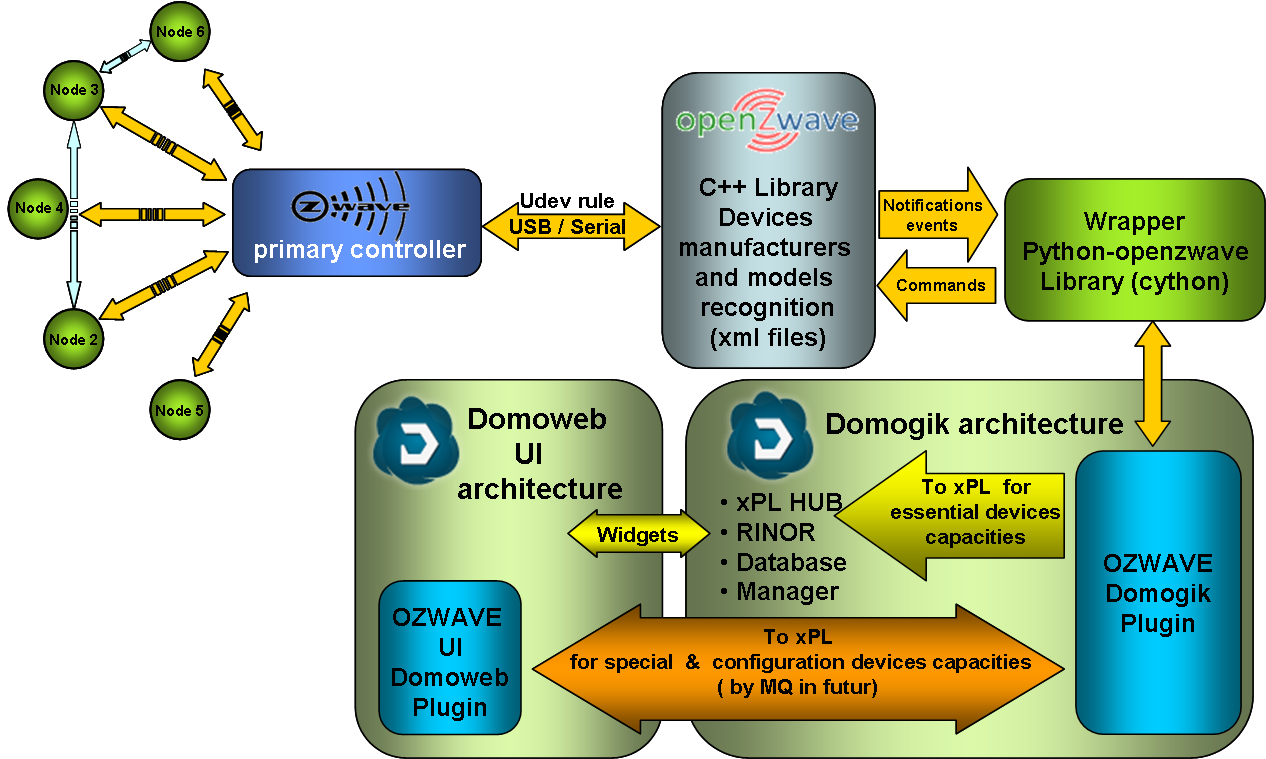 Node 6
Node 3
Node 4
Node 2
Node 5
Z wave
primary controller
Udev rule
USB / Serial
openZwave
C++ Library
Devices
manufacturers
and models
recognition
(xml files)
Notifications
events
Commands
Wrapper
Python-openzwave
Library (cython)
Domoweb
UI
architecture
Domogik architecture
• xPL HUB
• RINOR
• Database
• Manager
To xPL for
essential devices
capacities
Widgets
OZWAVE
UI
Domoweb
Plugin
To xPL
for special & configuration devices capacities
( by MQ in futur)
OZWAVE
Domogik
Plugin